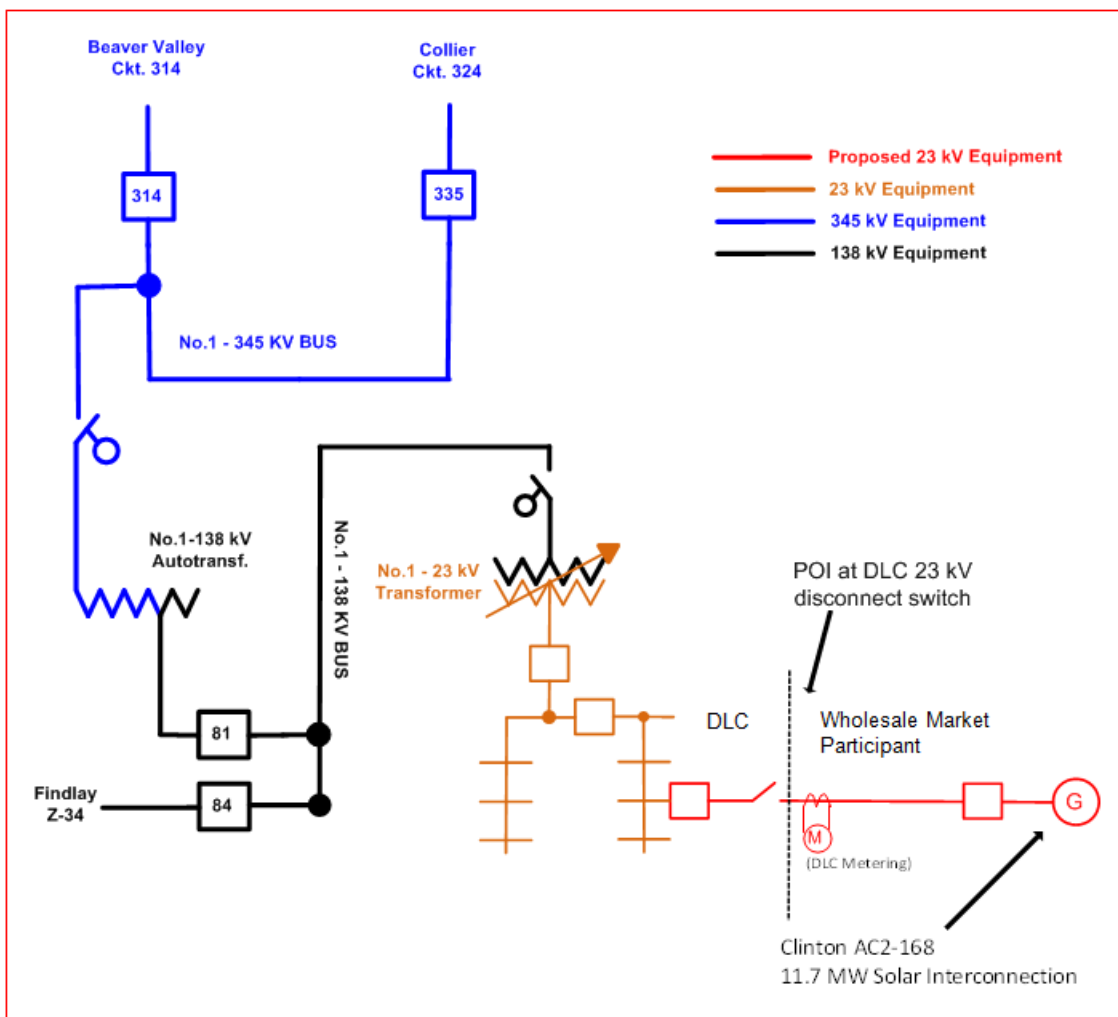 Beaver Valley
Ckt. 314
Collier
Ckt. 324
314
335
Proposed 23 kV Equipment
23 kV Equipment
345 kV Equipment
138 kV Equipment
No.1 - 345 KV BUS
No.1-138 kV
Autotransf.
No.1 - 138 KV BUS
No.1 - 23 kV
Transformer
POI at DLC 23 kV
disconnect switch
81
84
Findlay
Z-34
DLC
Wholesale Market
Participant
G
M
(DLC Metering)
Clinton AC2-168
11.7 MW Solar Interconnection